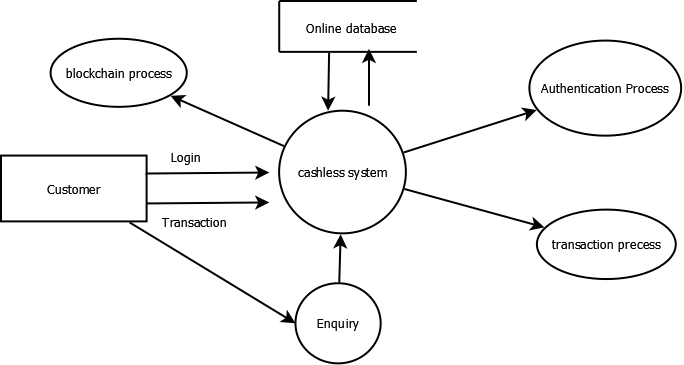 Online database
blockchain process
Authentication Process
Login
cashless system
Customer
Transaction
transaction precess
Enquiry